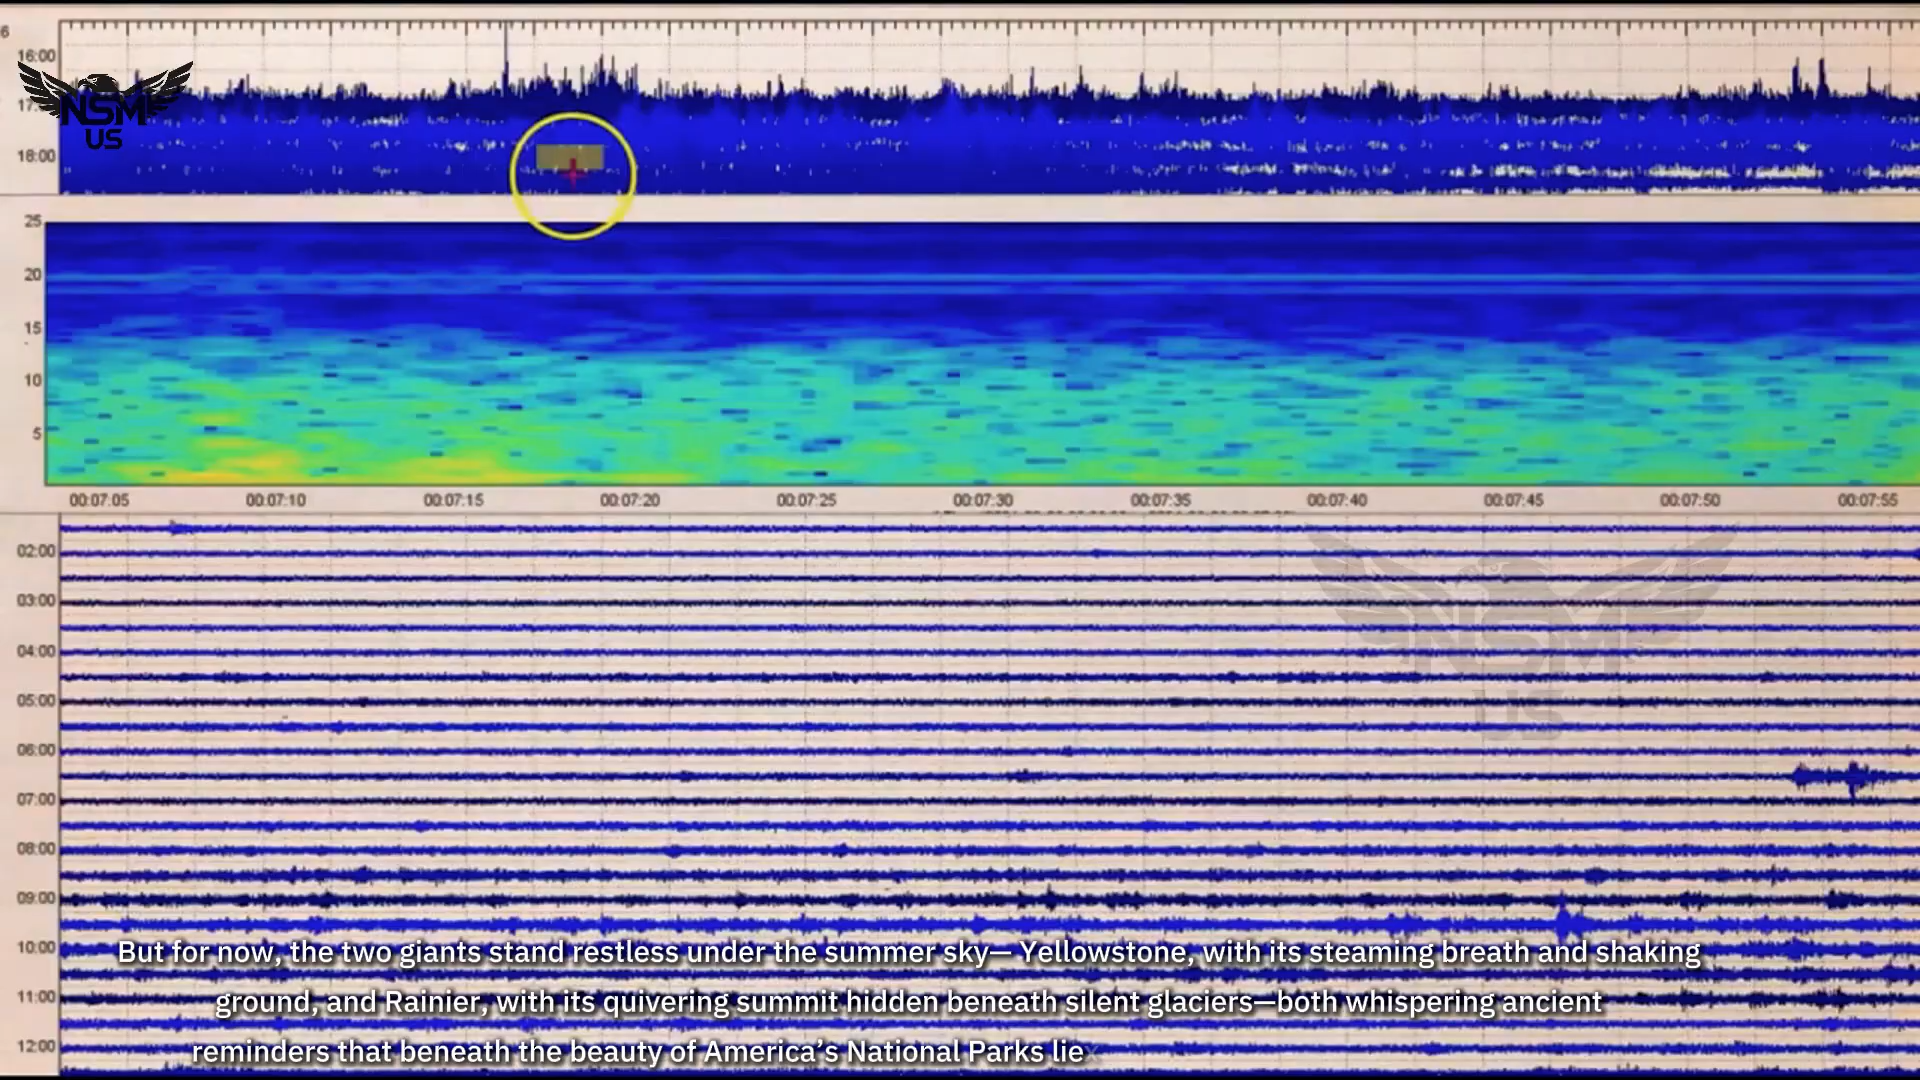 6
16:00
NSM
US
17:
18:00
25
20
15
10
5
00:07:05 00:07:10 00:07:15 00:07:20 00:07:25 00:07:30 00:07:35 00:07:40 00:07:45 00:07:50 00:07:55
02:00
03:00
NSM
04:00
US
05:00
06:00
07:00
08:00
09:00
10:00
But for now, the two giants stand restless under the summer sky— Yellowstone, with its steaming breath and shaking
11:00
ground, and Rainier, with its quivering summit hidden beneath silent glaciers—both whispering ancient
12:00
reminders that beneath the beauty of America’s National Parks lie